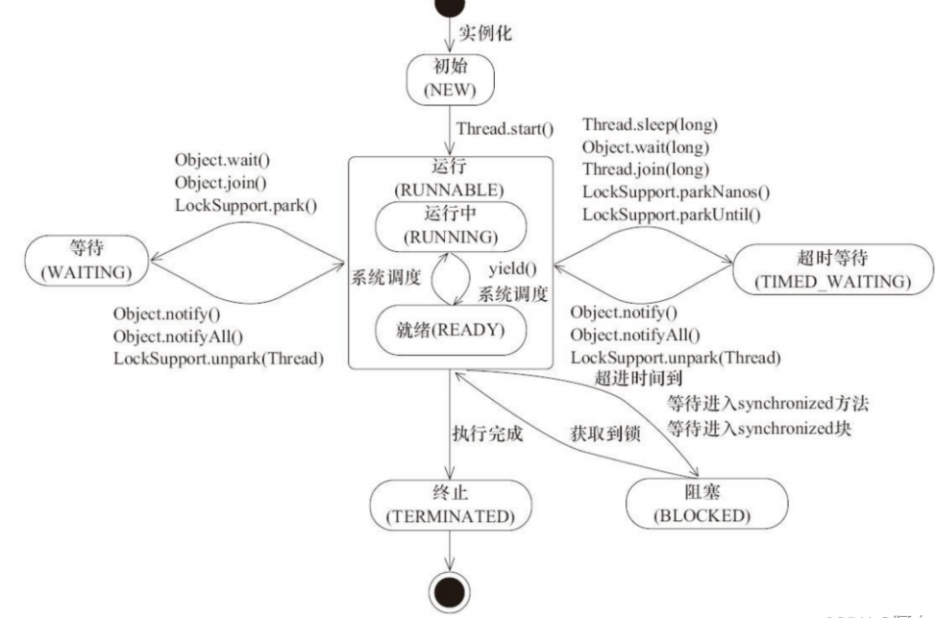 实例化
初始
(NEW)
Thread.start()
Thread.sleep(long)
Object.wait(long)
Thread.join(long)
LockSupport.parkNanos()
LockSupport.parkUntil()
Object.wait()
Object.join()
LockSupport.park()
运行
(RUNNABLE)
运行中
(RUNNING)
等待
(WAITING)
超时等待
(TIMED_WAITING)
系统调度
yield()
系统调度
就绪(READY)
Object.notify()
Object.notifyAll()
LockSupport.unpark(Thread)
Object.notify()
Object.notifyAll()
LockSupport.unpark(Thread)
超进时间到
等待进入synchronized方法
等待进入synchronized块
执行完成
获取到锁
终止
(TERMINATED)
阻塞
(BLOCKED)